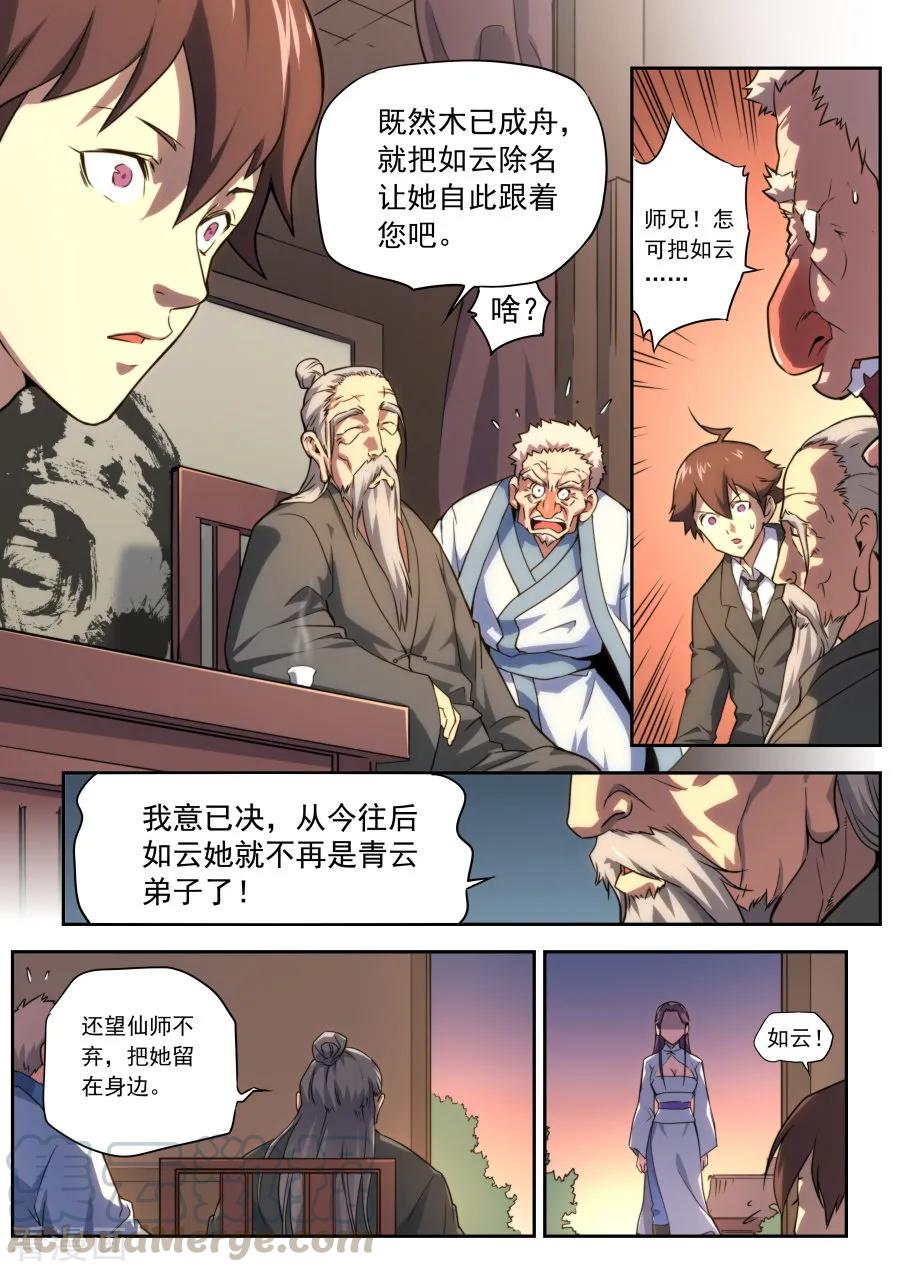 既然木已成舟，
就把如云除名
让她自此跟着
您吧。
啥？
师兄！怎
可把如云
……
我意已决，从今往后
如云她就不再是青云
弟子了！
还望仙师不
弃，把她留
在身边。
如云！
AcloudMerge.com